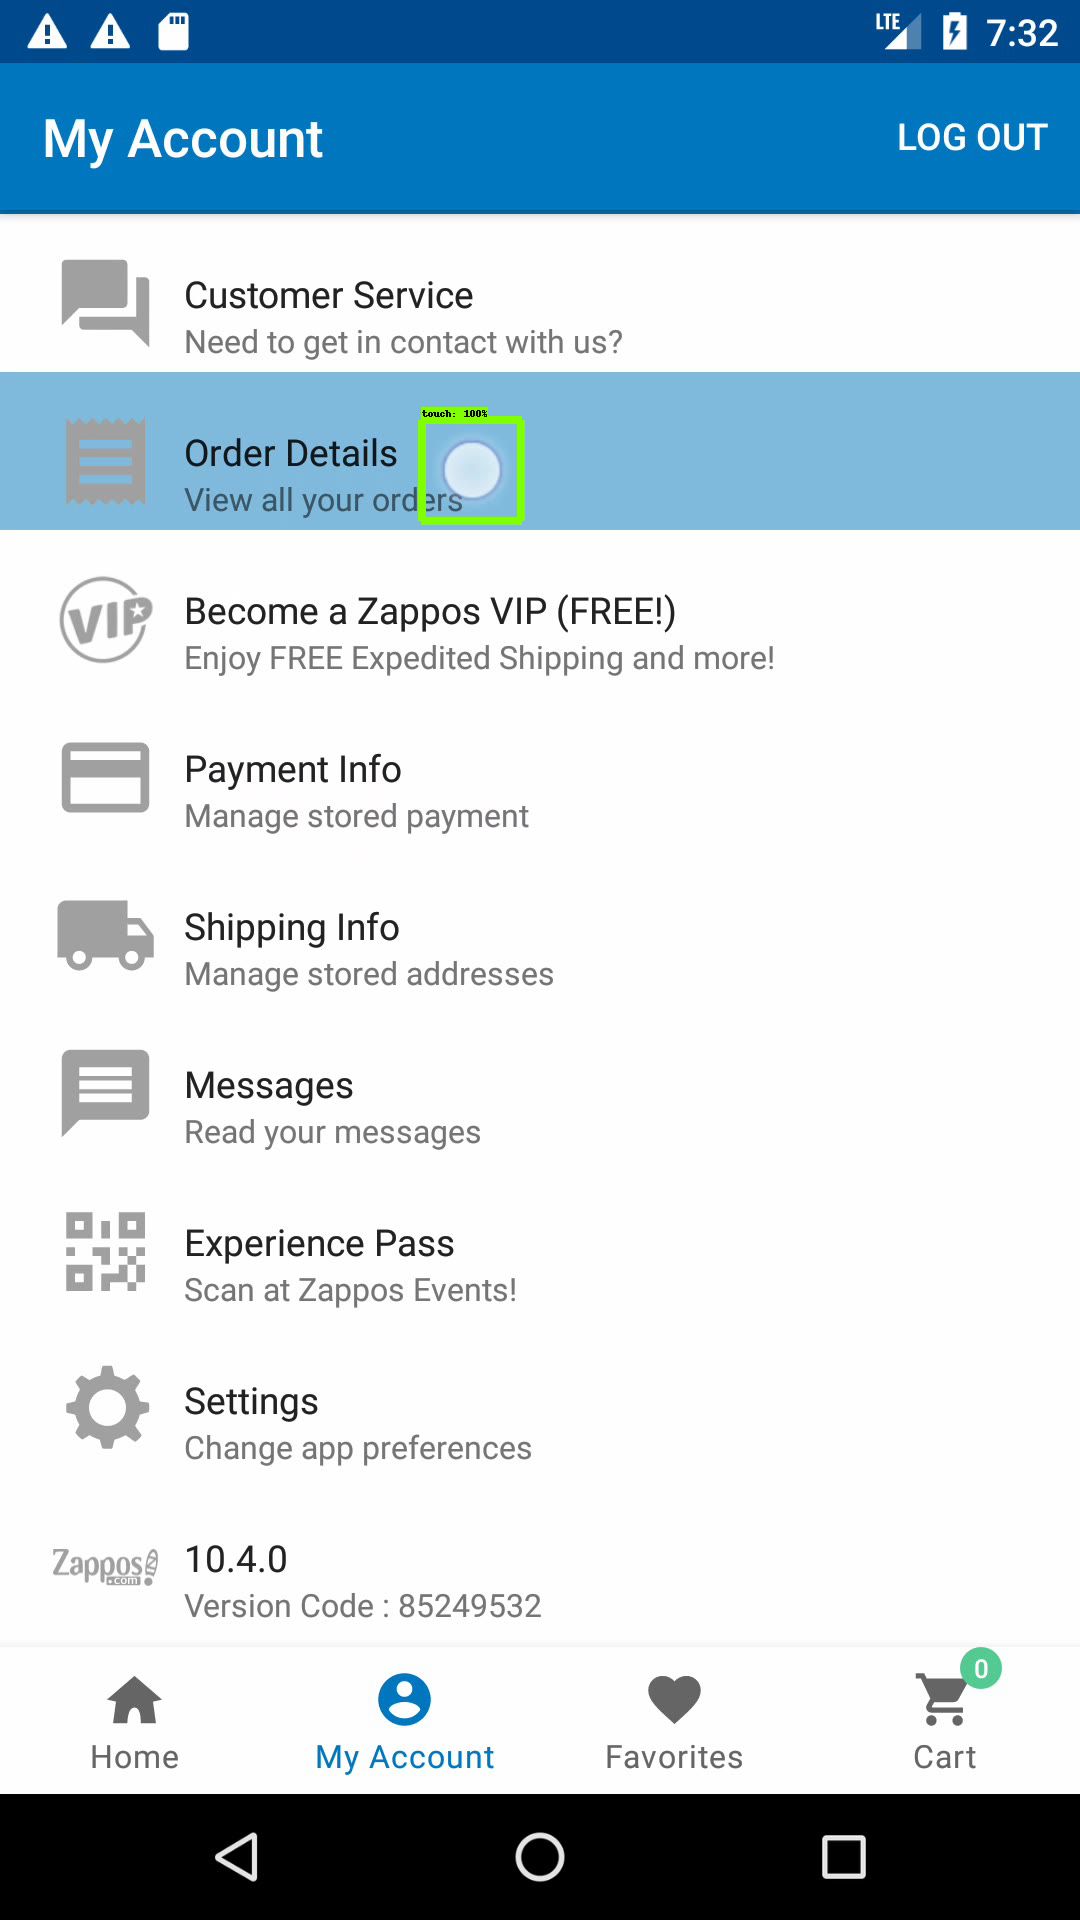 LTE 7:32
My Account LOG OUT
Customer Service
Need to get in contact with us?
touch: 100%
Order Details
View all your orders
VIP
Become a Zappos VIP (FREE!)
Enjoy FREE Expedited Shipping and more!
Payment Info
Manage stored payment
Shipping Info
Manage stored addresses
Messages
Read your messages
Experience Pass
Scan at Zappos Events!
Settings
Change app preferences
Zappos
.com
10.4.0
Version Code : 85249532
0
Home My Account Favorites Cart